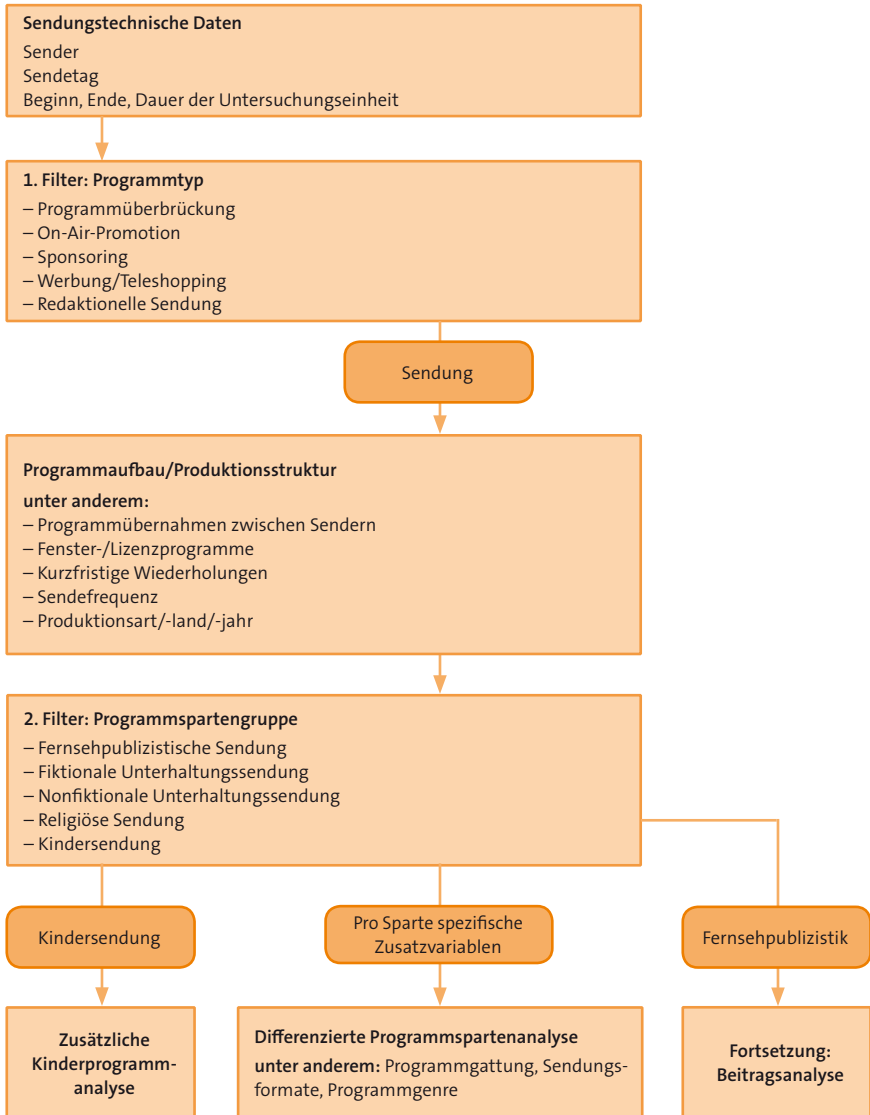 Sendungstechnische Daten
Sender
Sendetag
Beginn, Ende, Dauer der Untersuchungseinheit
1. Filter: Programmtyp
– Programmüberbrückung
– On-Air-Promotion
– Sponsoring
– Werbung/Teleshopping
– Redaktionelle Sendung
Sendung
Programmaufbau/Produktionsstruktur
unter anderem:
– Programmübernahmen zwischen Sendern
– Fenster-/Lizenzprogramme
– Kurzfristige Wiederholungen
– Sendefrequenz
– Produktionsart/-land/-jahr
2. Filter: Programmspartengruppe
– Fernsehpublizistische Sendung
– Fiktionale Unterhaltungssendung
– Nonfiktionale Unterhaltungssendung
– Religiöse Sendung
– Kindersendung
Kindersendung
Pro Sparte spezifische
Zusatzvariablen
Fernsehpublizistik
Zusätzliche
Kinderprogramm-
analyse
Differenzierte Programmspartenanalyse
unter anderem: Programmgattung, Sendungs-
formate, Programmgenre
Fortsetzung:
Beitragsanalyse